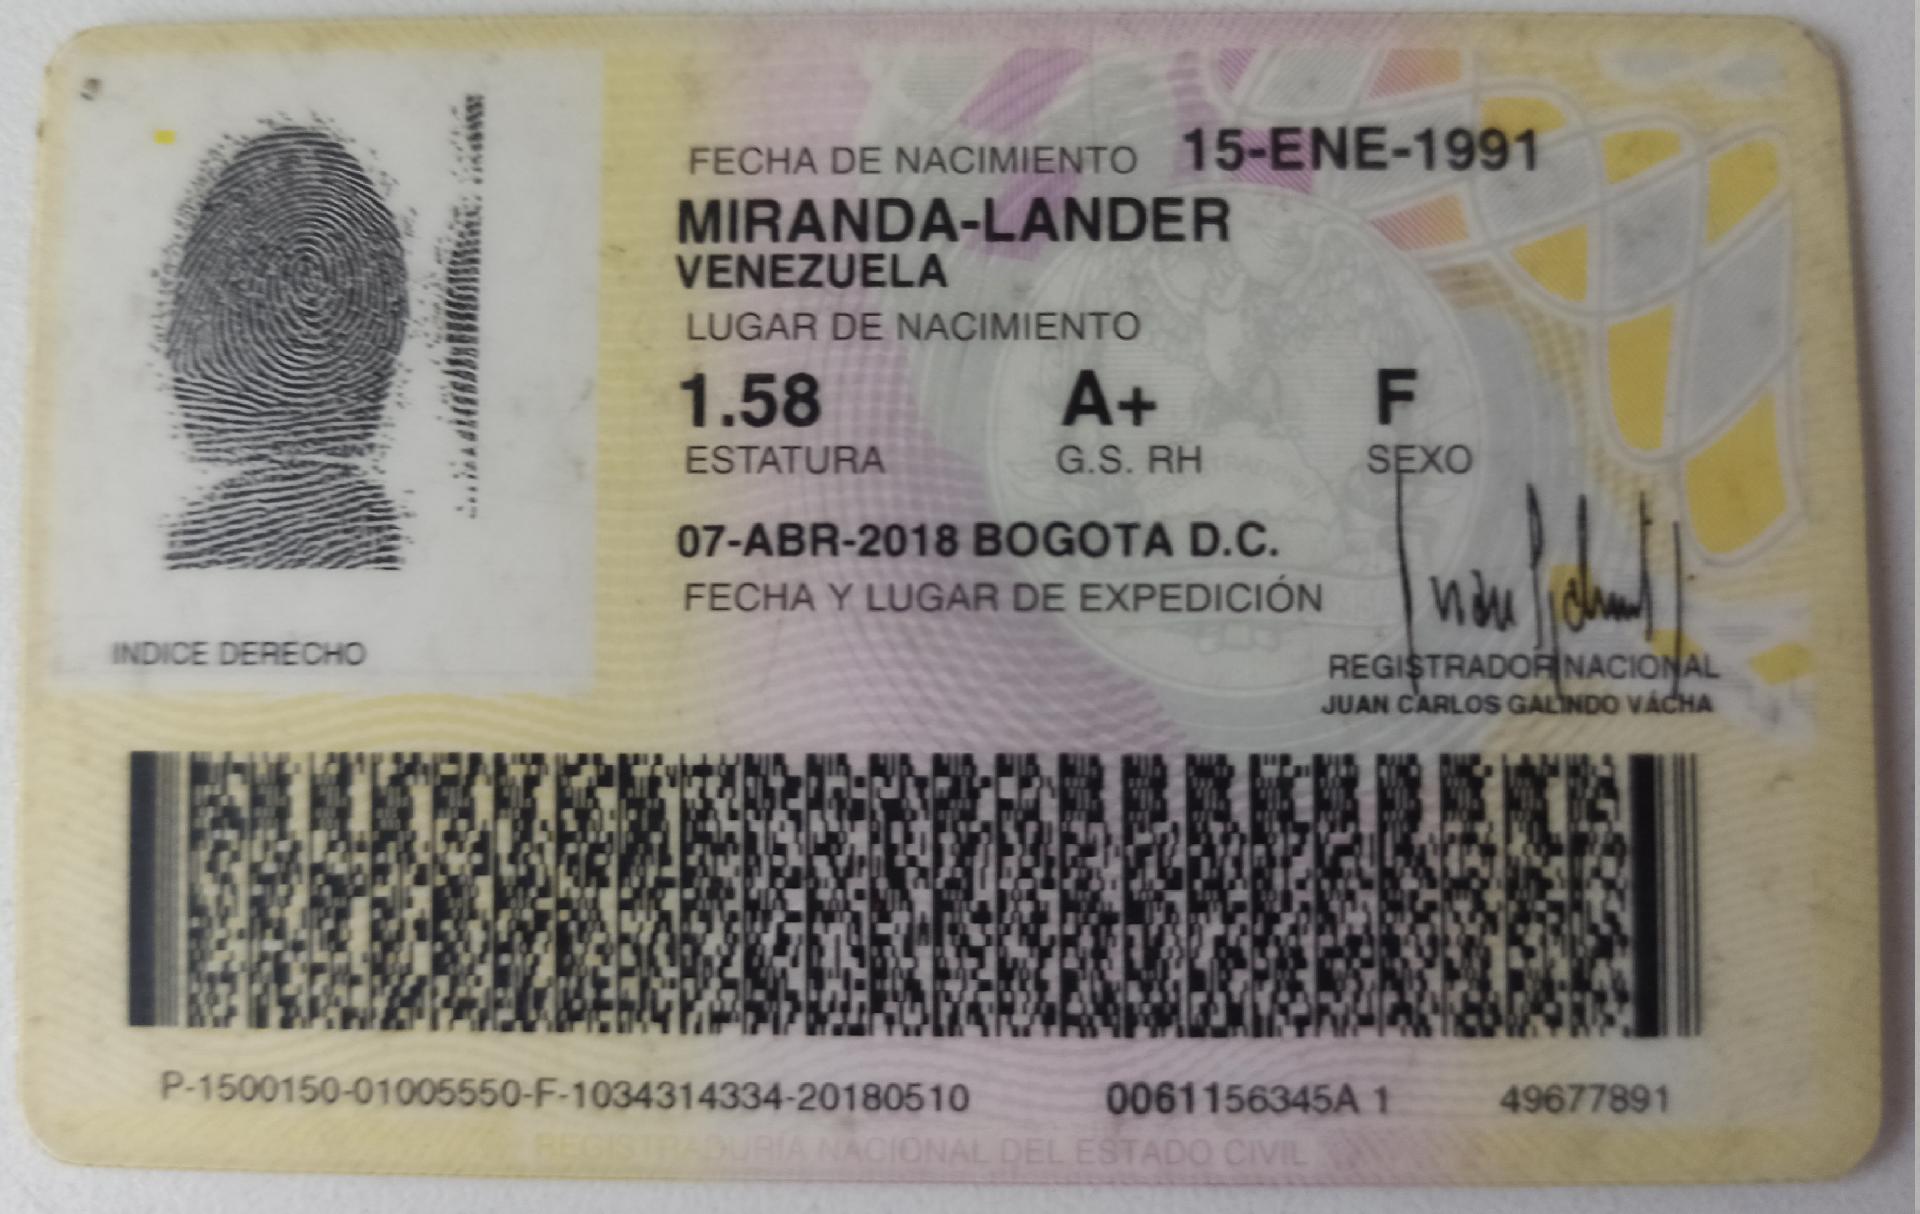 FECHA DE NACIMIENTO 15-ENE-1991
MIRANDA-LANDER
VENEZUELA
LUGAR DE NACIMIENTO
1.58 A+ F
ESTATURA G.S. RH SEXO
07-ABR-2018 BOGOTA D.C.
FECHA Y LUGAR DE EXPEDICIÓN
INDICE DERECHO
REGISTRADOR NACIONAL
JUAN CARLOS GALINDO VÁCHA
P-1500150-01005550-F-1034314334-20180510 0061156345A 1 49677891
REGISTRADURÍA NACIONAL DEL ESTADO CIVIL